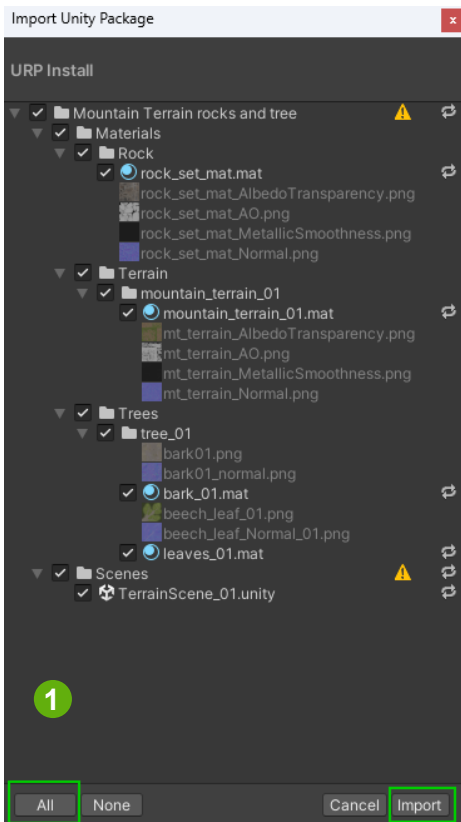 Import Unity Package
x
URP Install
Mountain Terrain rocks and tree
Materials
Rock
rock_set_mat.mat
rock_set_mat_AlbedoTransparency.png
rock_set_mat_AO.png
rock_set_mat_MetallicSmoothness.png
rock_set_mat_Normal.png
Terrain
mountain_terrain_01
mountain_terrain_01.mat
mt_terrain_AlbedoTransparency.png
mt_terrain_AO.png
mt_terrain_MetallicSmoothness.png
mt_terrain_Normal.png
Trees
tree_01
bark01.png
bark01_normal.png
bark_01.mat
beech_leaf_01.png
beech_leaf_Normal_01.png
leaves_01.mat
Scenes
TerrainScene_01.unity
1
All None Cancel Import